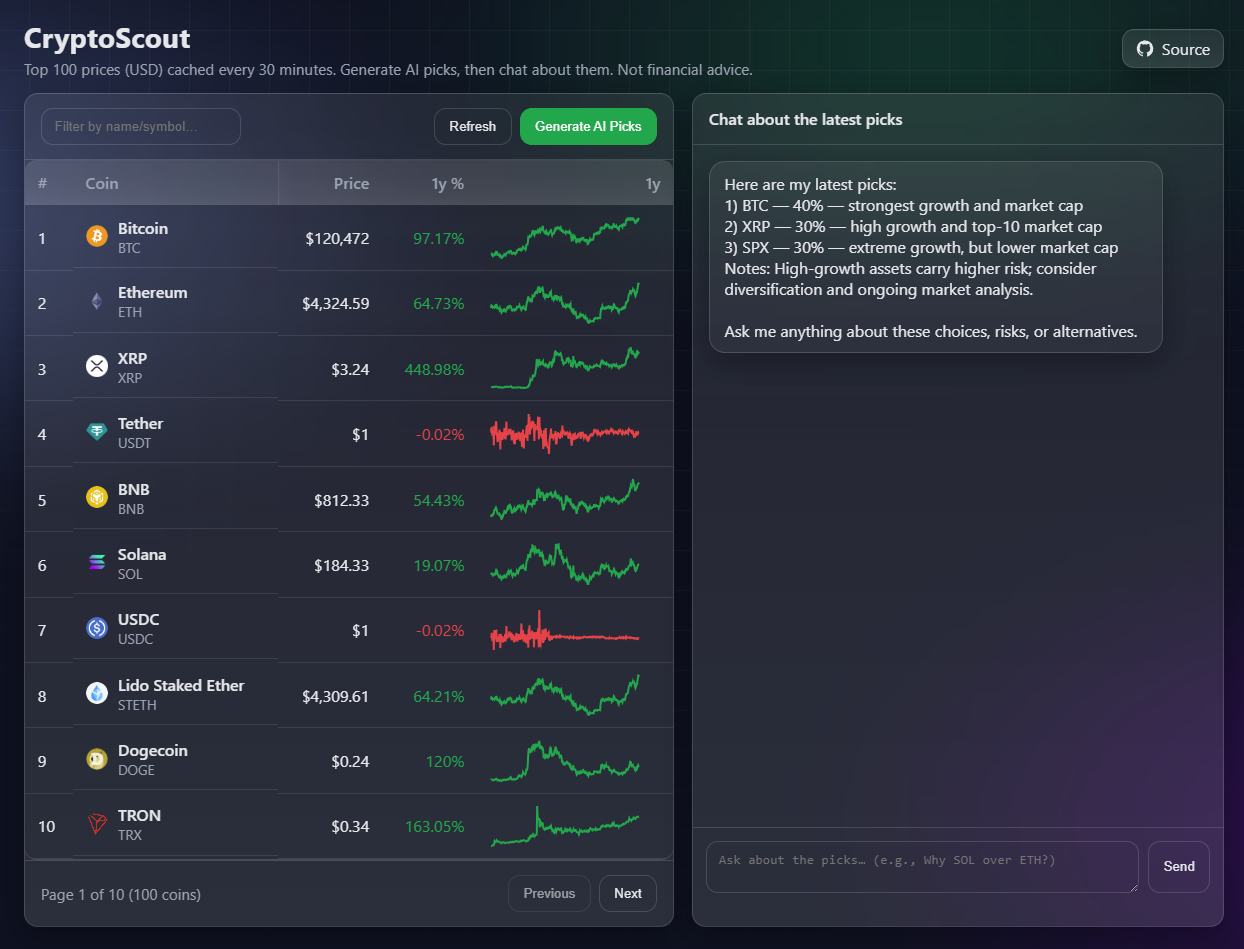 CryptoScout
Top 100 prices (USD) cached every 30 minutes. Generate AI picks, then chat about them. Not financial advice.
Source
Filter by name/symbol...
Refresh
Generate AI Picks
# Coin Price 1y % 1y
1 Bitcoin $120,472 97.17%
BTC
2 Ethereum $4,324.59 64.73%
ETH
3 XRP $3.24 448.98%
XRP
4 Tether $1 -0.02%
USDT
5 BNB $812.33 54.43%
BNB
6 Solana $184.33 19.07%
SOL
7 USDC $1 -0.02%
USDC
8 Lido Staked Ether $4,309.61 64.21%
STETH
9 Dogecoin $0.24 120%
DOGE
10 TRON $0.34 163.05%
TRX
Page 1 of 10 (100 coins)
Previous
Next
Chat about the latest picks
Here are my latest picks:
1) BTC — 40% — strongest growth and market cap
2) XRP — 30% — high growth and top-10 market cap
3) SPX — 30% — extreme growth, but lower market cap
Notes: High-growth assets carry higher risk; consider
diversification and ongoing market analysis.
Ask me anything about these choices, risks, or alternatives.
Ask about the picks… (e.g., Why SOL over ETH?)
Send